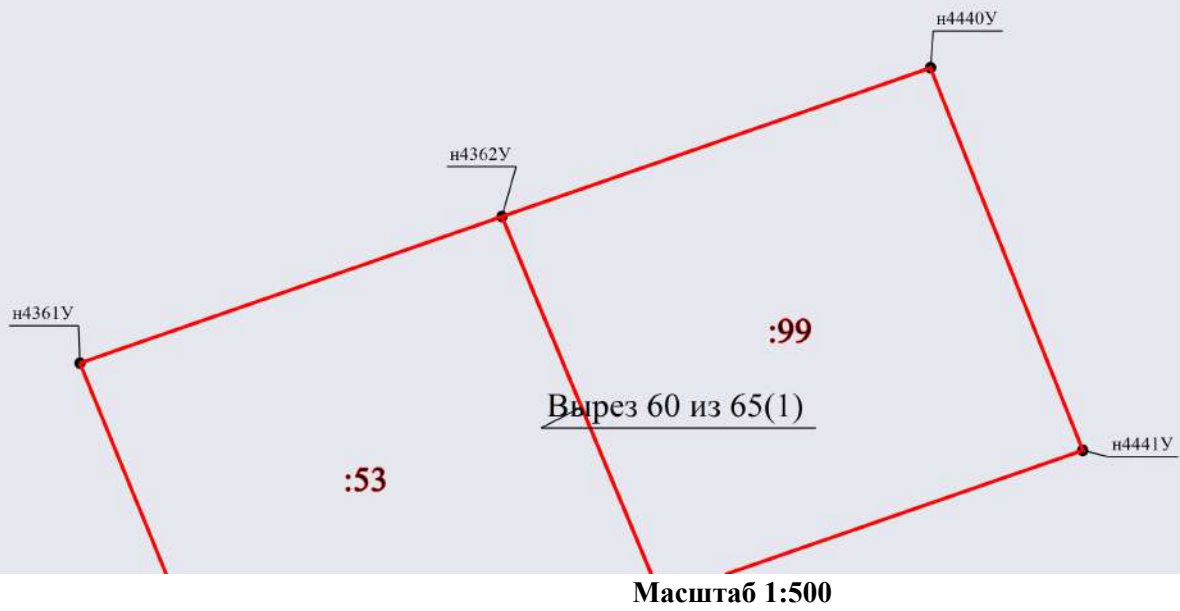 н4440У
н4362У
н4361У
:99
Вырез 60 из 65(1)
н4441У
:53
Масштаб 1:500